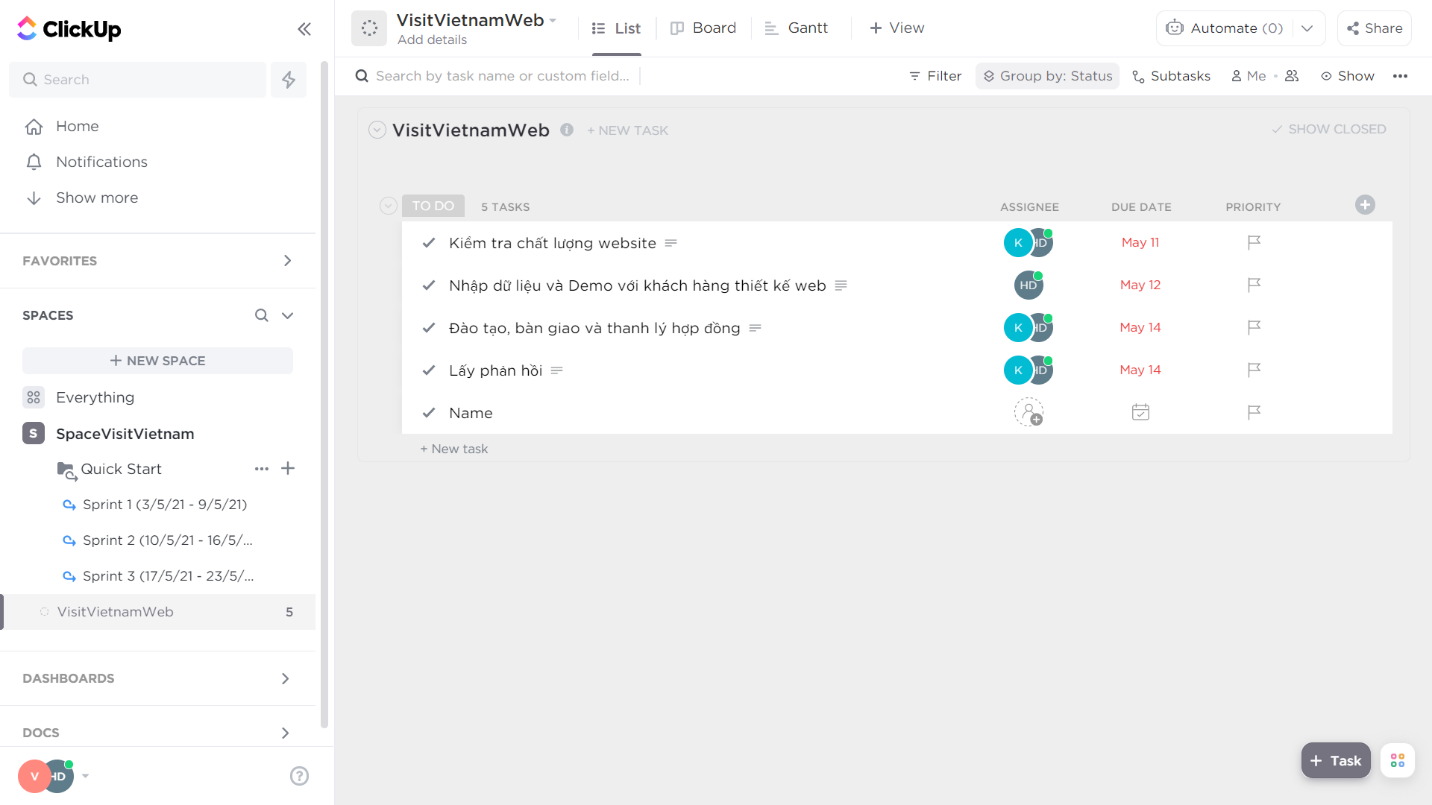 ClickUp
Search
Home
Notifications
Show more
FAVORITES
SPACES
+ NEW SPACE
Everything
S SpaceVisitVietnam
Quick Start
Sprint 1 (3/5/21 - 9/5/21)
Sprint 2 (10/5/21 - 16/5/...
Sprint 3 (17/5/21 - 23/5/...
VisitVietnamWeb 5
DASHBOARDS
DOCS
V HD ?
VisitVietnamWeb
Add details
List Board Gantt + View
Automate (0) Share
Search by task name or custom field...
Filter Group by: Status Subtasks Me Show
VisitVietnamWeb + NEW TASK SHOW CLOSED
TO DO 5 TASKS ASSIGNEE DUE DATE PRIORITY
Kiểm tra chất lượng website K HD May 11
Nhập dữ liệu và Demo với khách hàng thiết kế web HD May 12
Đào tạo, bàn giao và thanh lý hợp đồng K HD May 14
Lấy phản hồi K HD May 14
Name
+ New task
+ Task